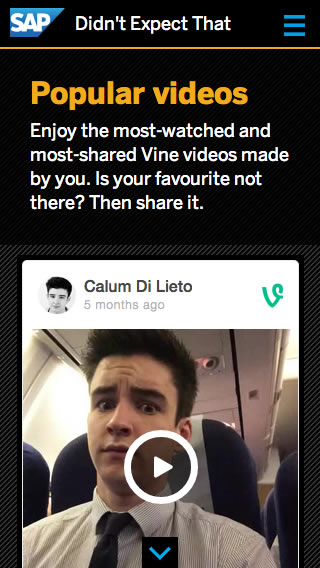 SAP
Didn't Expect That
Popular videos
Enjoy the most-watched and
most-shared Vine videos made
by you. Is your favourite not
there? Then share it.
Calum Di Lieto
5 months ago